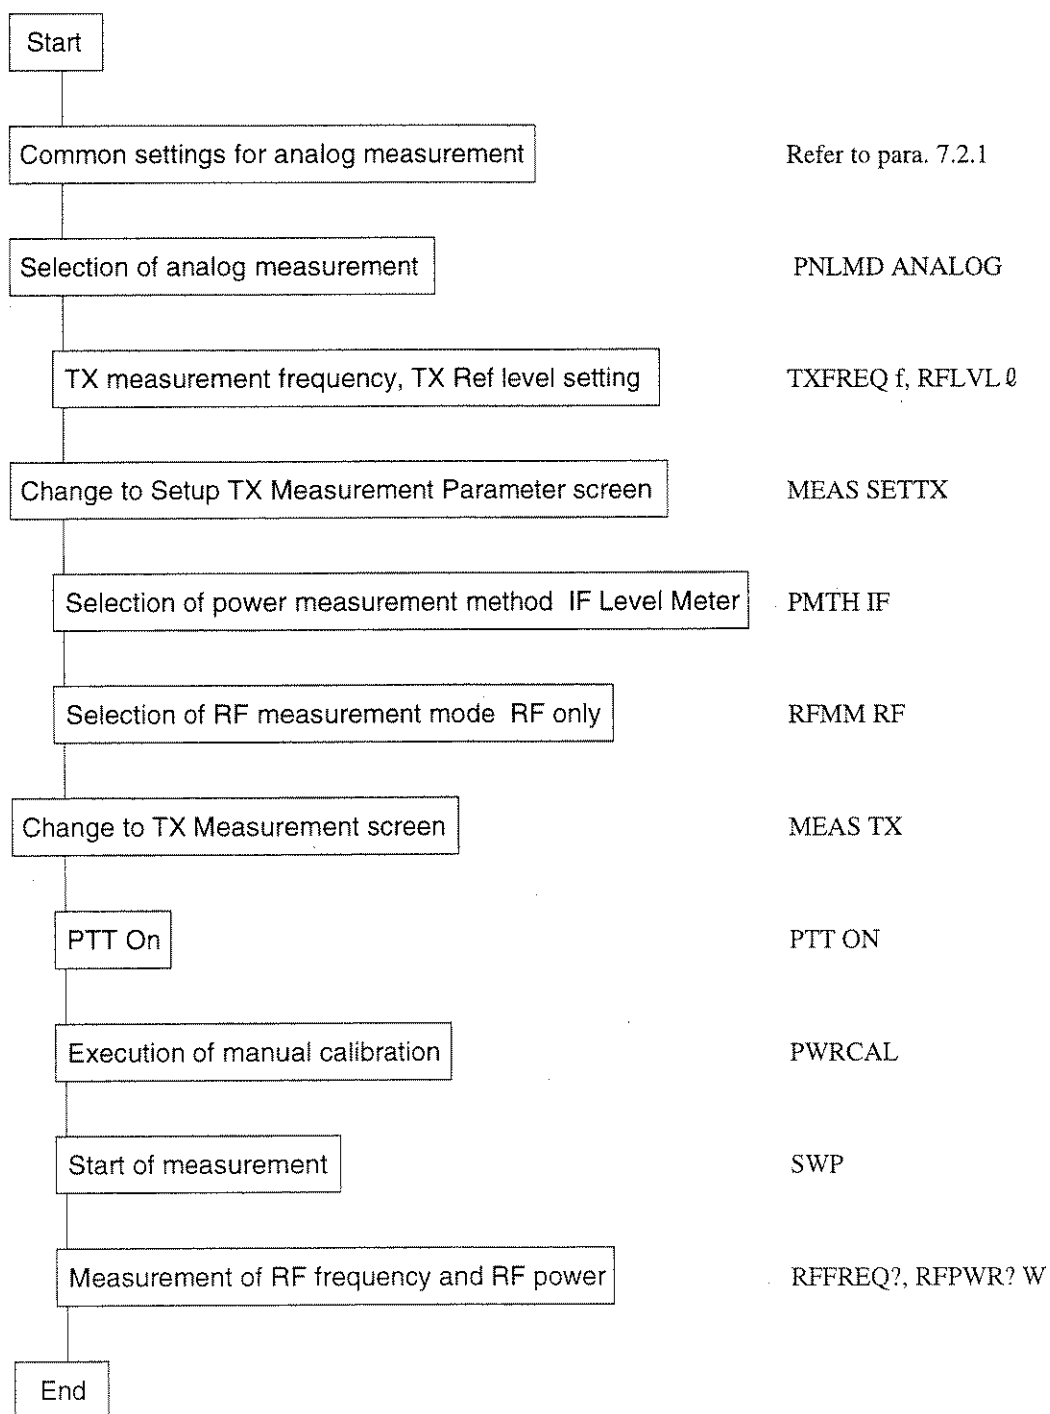 Start
Common settings for analog measurement Refer to para. 7.2.1
Selection of analog measurement PNLMD ANALOG
TX measurement frequency, TX Ref level setting TXFREQ f, RFLVL ℓ
Change to Setup TX Measurement Parameter screen MEAS SETTX
Selection of power measurement method IF Level Meter PMTH IF
Selection of RF measurement mode RF only RFMM RF
Change to TX Measurement screen MEAS TX
PTT On PTT ON
Execution of manual calibration PWRCAL
Start of measurement SWP
Measurement of RF frequency and RF power RFFREQ?, RFPWR? W
End